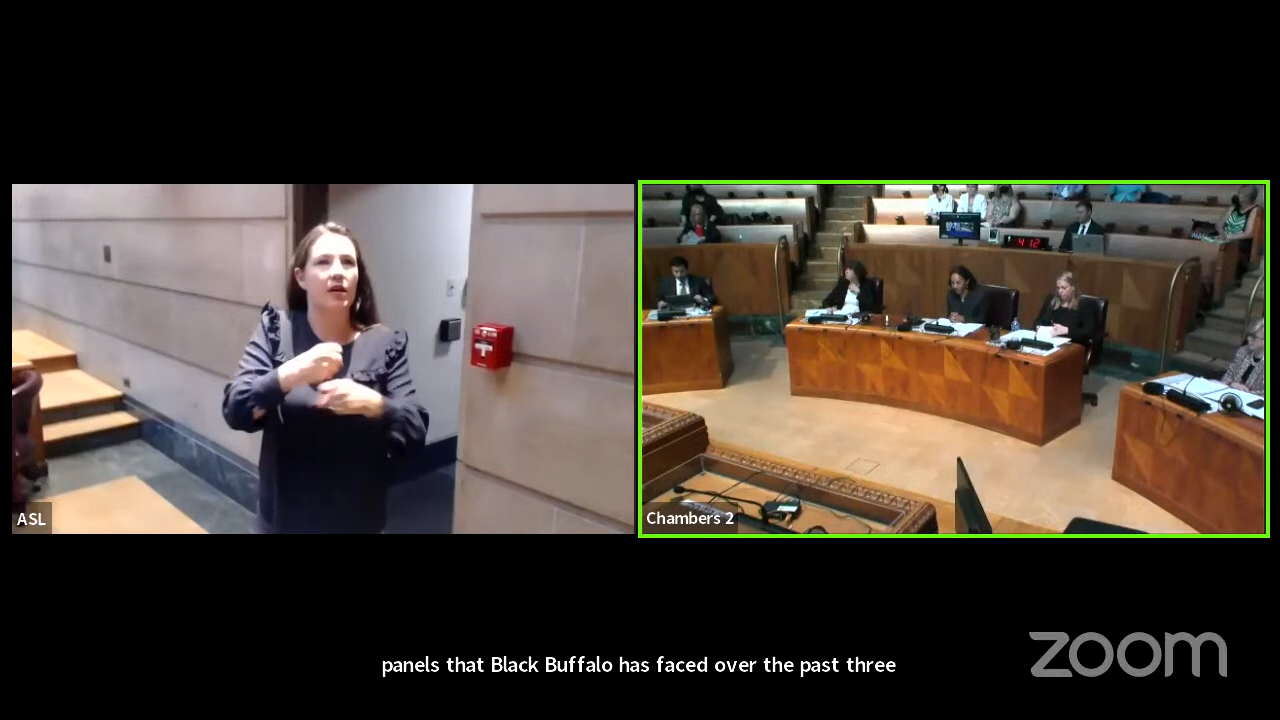 4:12
ASL
Chambers 2
panels that Black Buffalo has faced over the past three
zoom